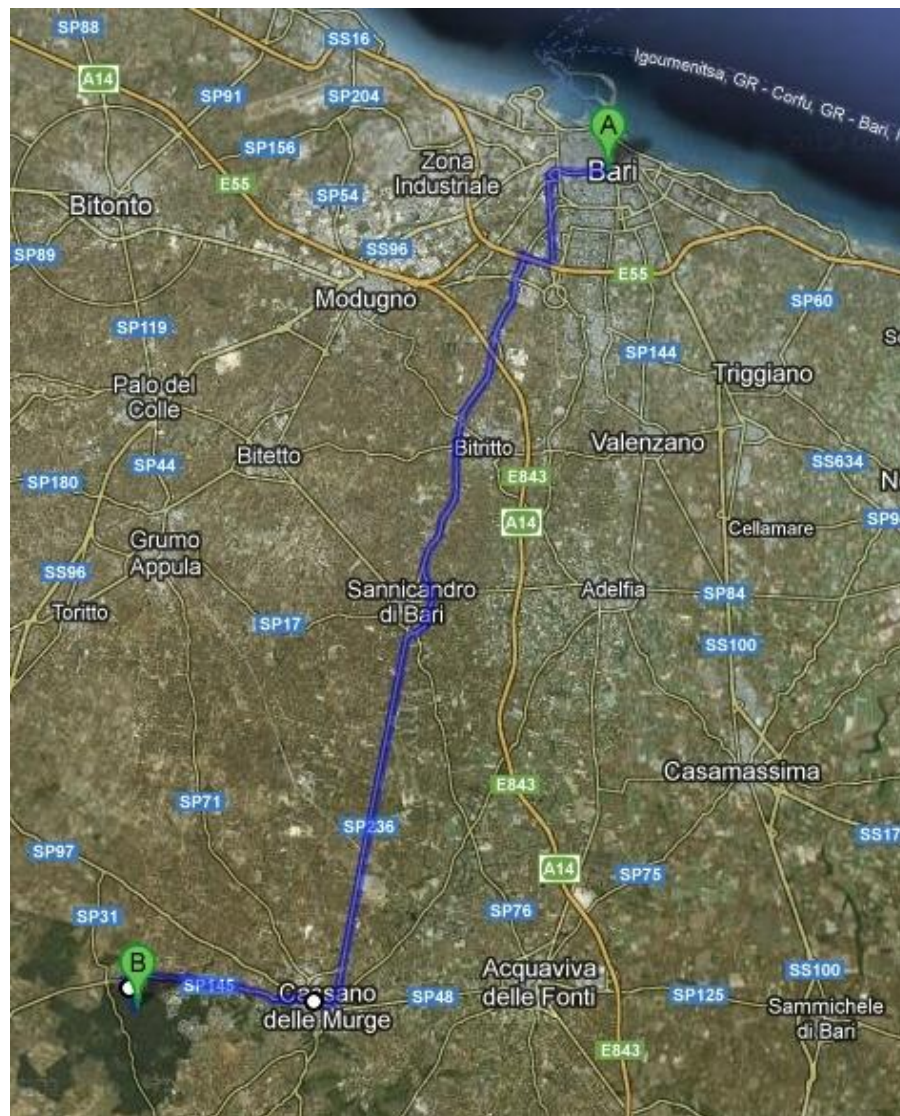 SP88
SS16
Igoumenitsa, GR - Corfu, GR - Bari,
A14
SP91
SP204
A
SP156
Zona
Industriale
Bari
E55
SP54
Bitonto
SS96
SP89
E55
Modugno
SP60
SP119
SP144
Triggiano
Palo del
Colle
Bitritto
Valenzano
Bitetto
SP44
SS634
SP180
E843
A14
Cellamare
Grumo
Appula
SS96
Sannicandro
di Bari
Adelfia
SP84
Toritto
SP17
SS100
Casamassima
E843
SP71
SP236
SP97
A14
SP75
SP31
SP76
B
Acquaviva
delle Fonti
SS100
SP145
Cassano
delle Murge
SP48
SP125
Sammichele
di Bari
E843